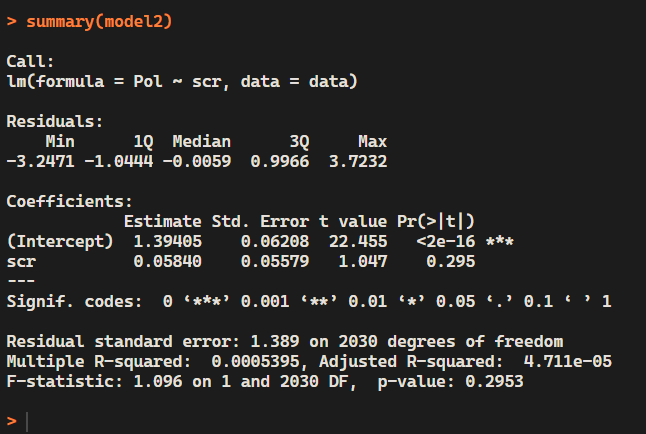 > summary(model2)

Call:
lm(formula = Pol ~ scr, data = data)

Residuals:
    Min      1Q  Median      3Q     Max
-3.2471 -1.0444 -0.0059  0.9966  3.7232

Coefficients:
            Estimate Std. Error t value Pr(>|t|)
(Intercept)  1.39405    0.06208  22.455   <2e-16 ***
scr          0.05840    0.05579   1.047    0.295
---
Signif. codes:  0 ‘***’ 0.001 ‘**’ 0.01 ‘*’ 0.05 ‘.’ 0.1 ‘ ’ 1

Residual standard error: 1.389 on 2030 degrees of freedom
Multiple R-squared:  0.0005395, Adjusted R-squared:  4.711e-05
F-statistic: 1.096 on 1 and 2030 DF,  p-value: 0.2953

>